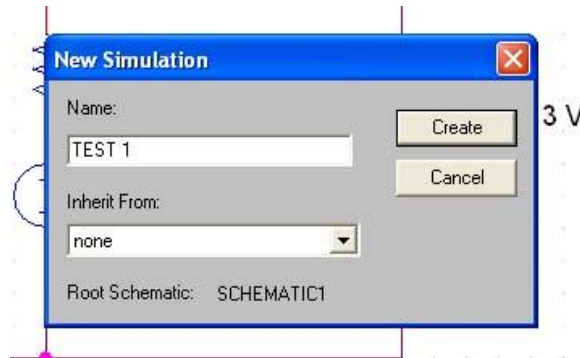 New Simulation
Name:
TEST 1
Create
Cancel
Inherit From:
none
Root Schematic: SCHEMATIC1
3 V